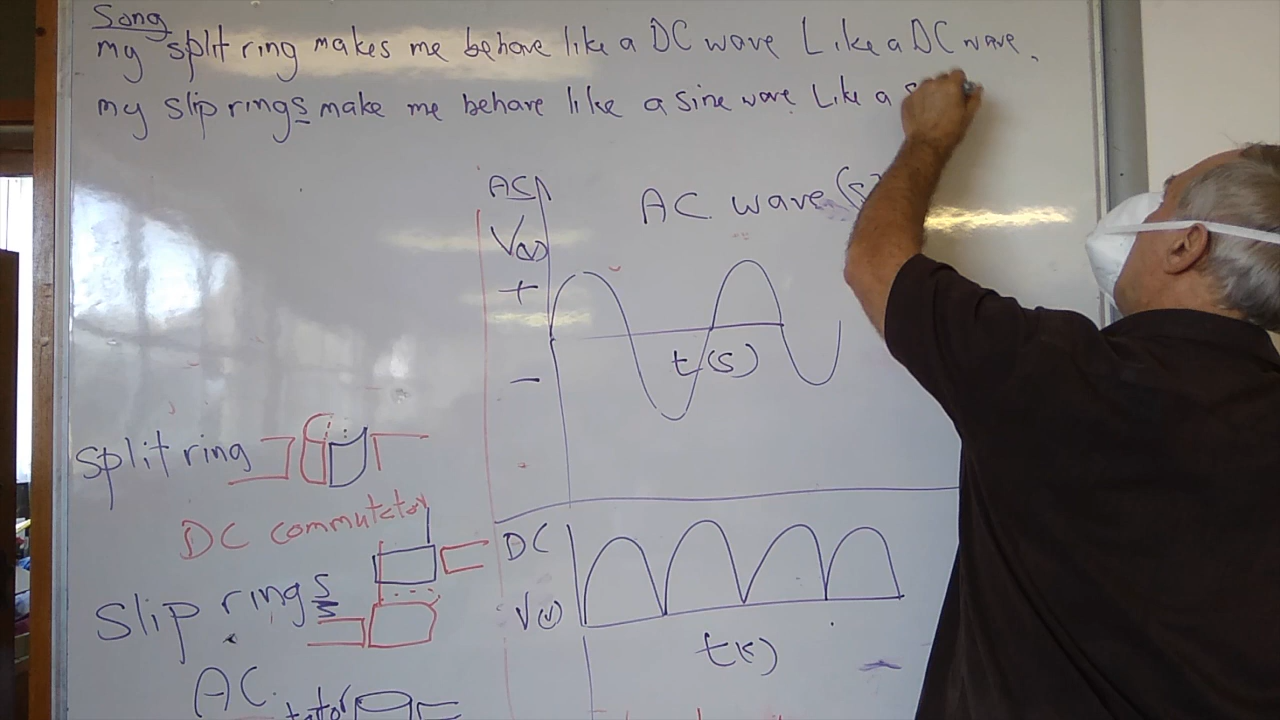 Song
my split ring makes me behave like a DC wave Like a DC wave.
my slip rings make me behave like a sine wave. Like a s
AC
V(v)
+
-
AC wave (s
t(s)
Split ring
DC commutator
Slip rings
AC
tator
DC
V(v)
t(s)